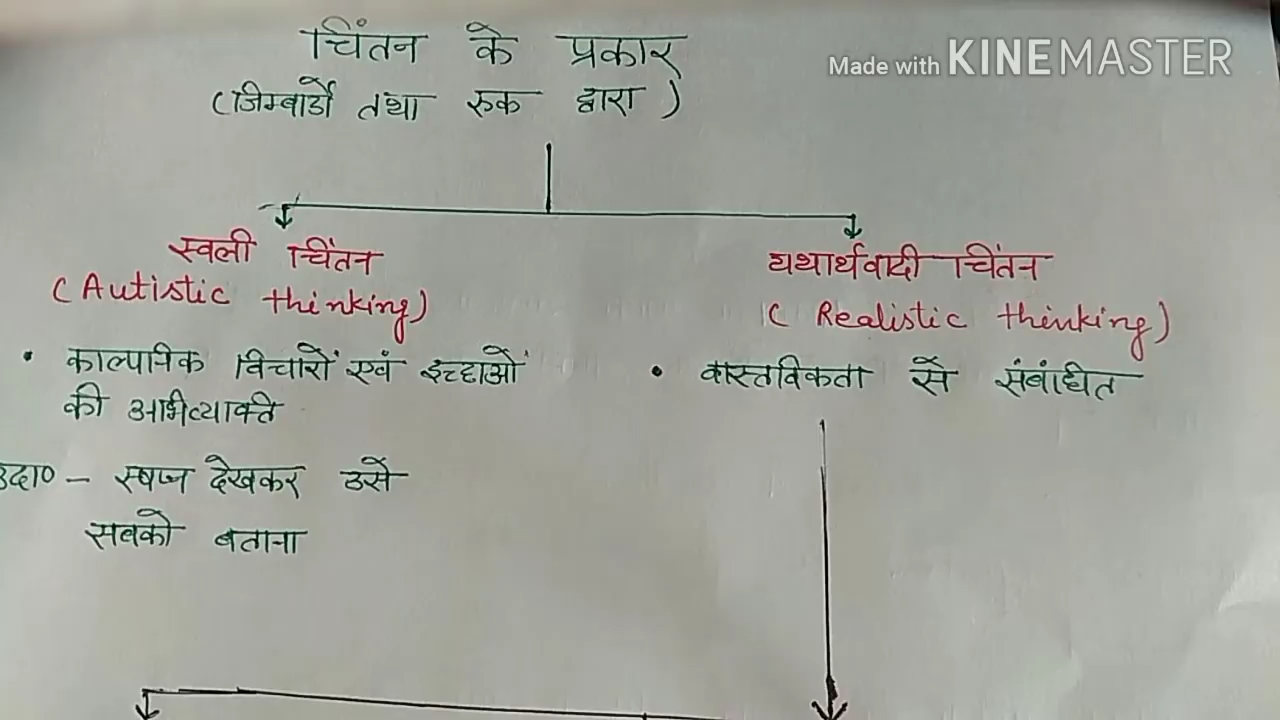 चिंतन के प्रकार
Made with KINEMASTER
(जिम्बार्डो तथा रुक द्वारा)
स्वली चिंतन
(Autistic thinking)
यथार्थवादी चिंतन
(Realistic thinking)
• काल्पनिक विचारों एवं इच्छाओं
की अभिव्यक्ति
• वास्तविकता से संबंधित
उदा० – स्वप्न देखकर उसे
सबको बताना